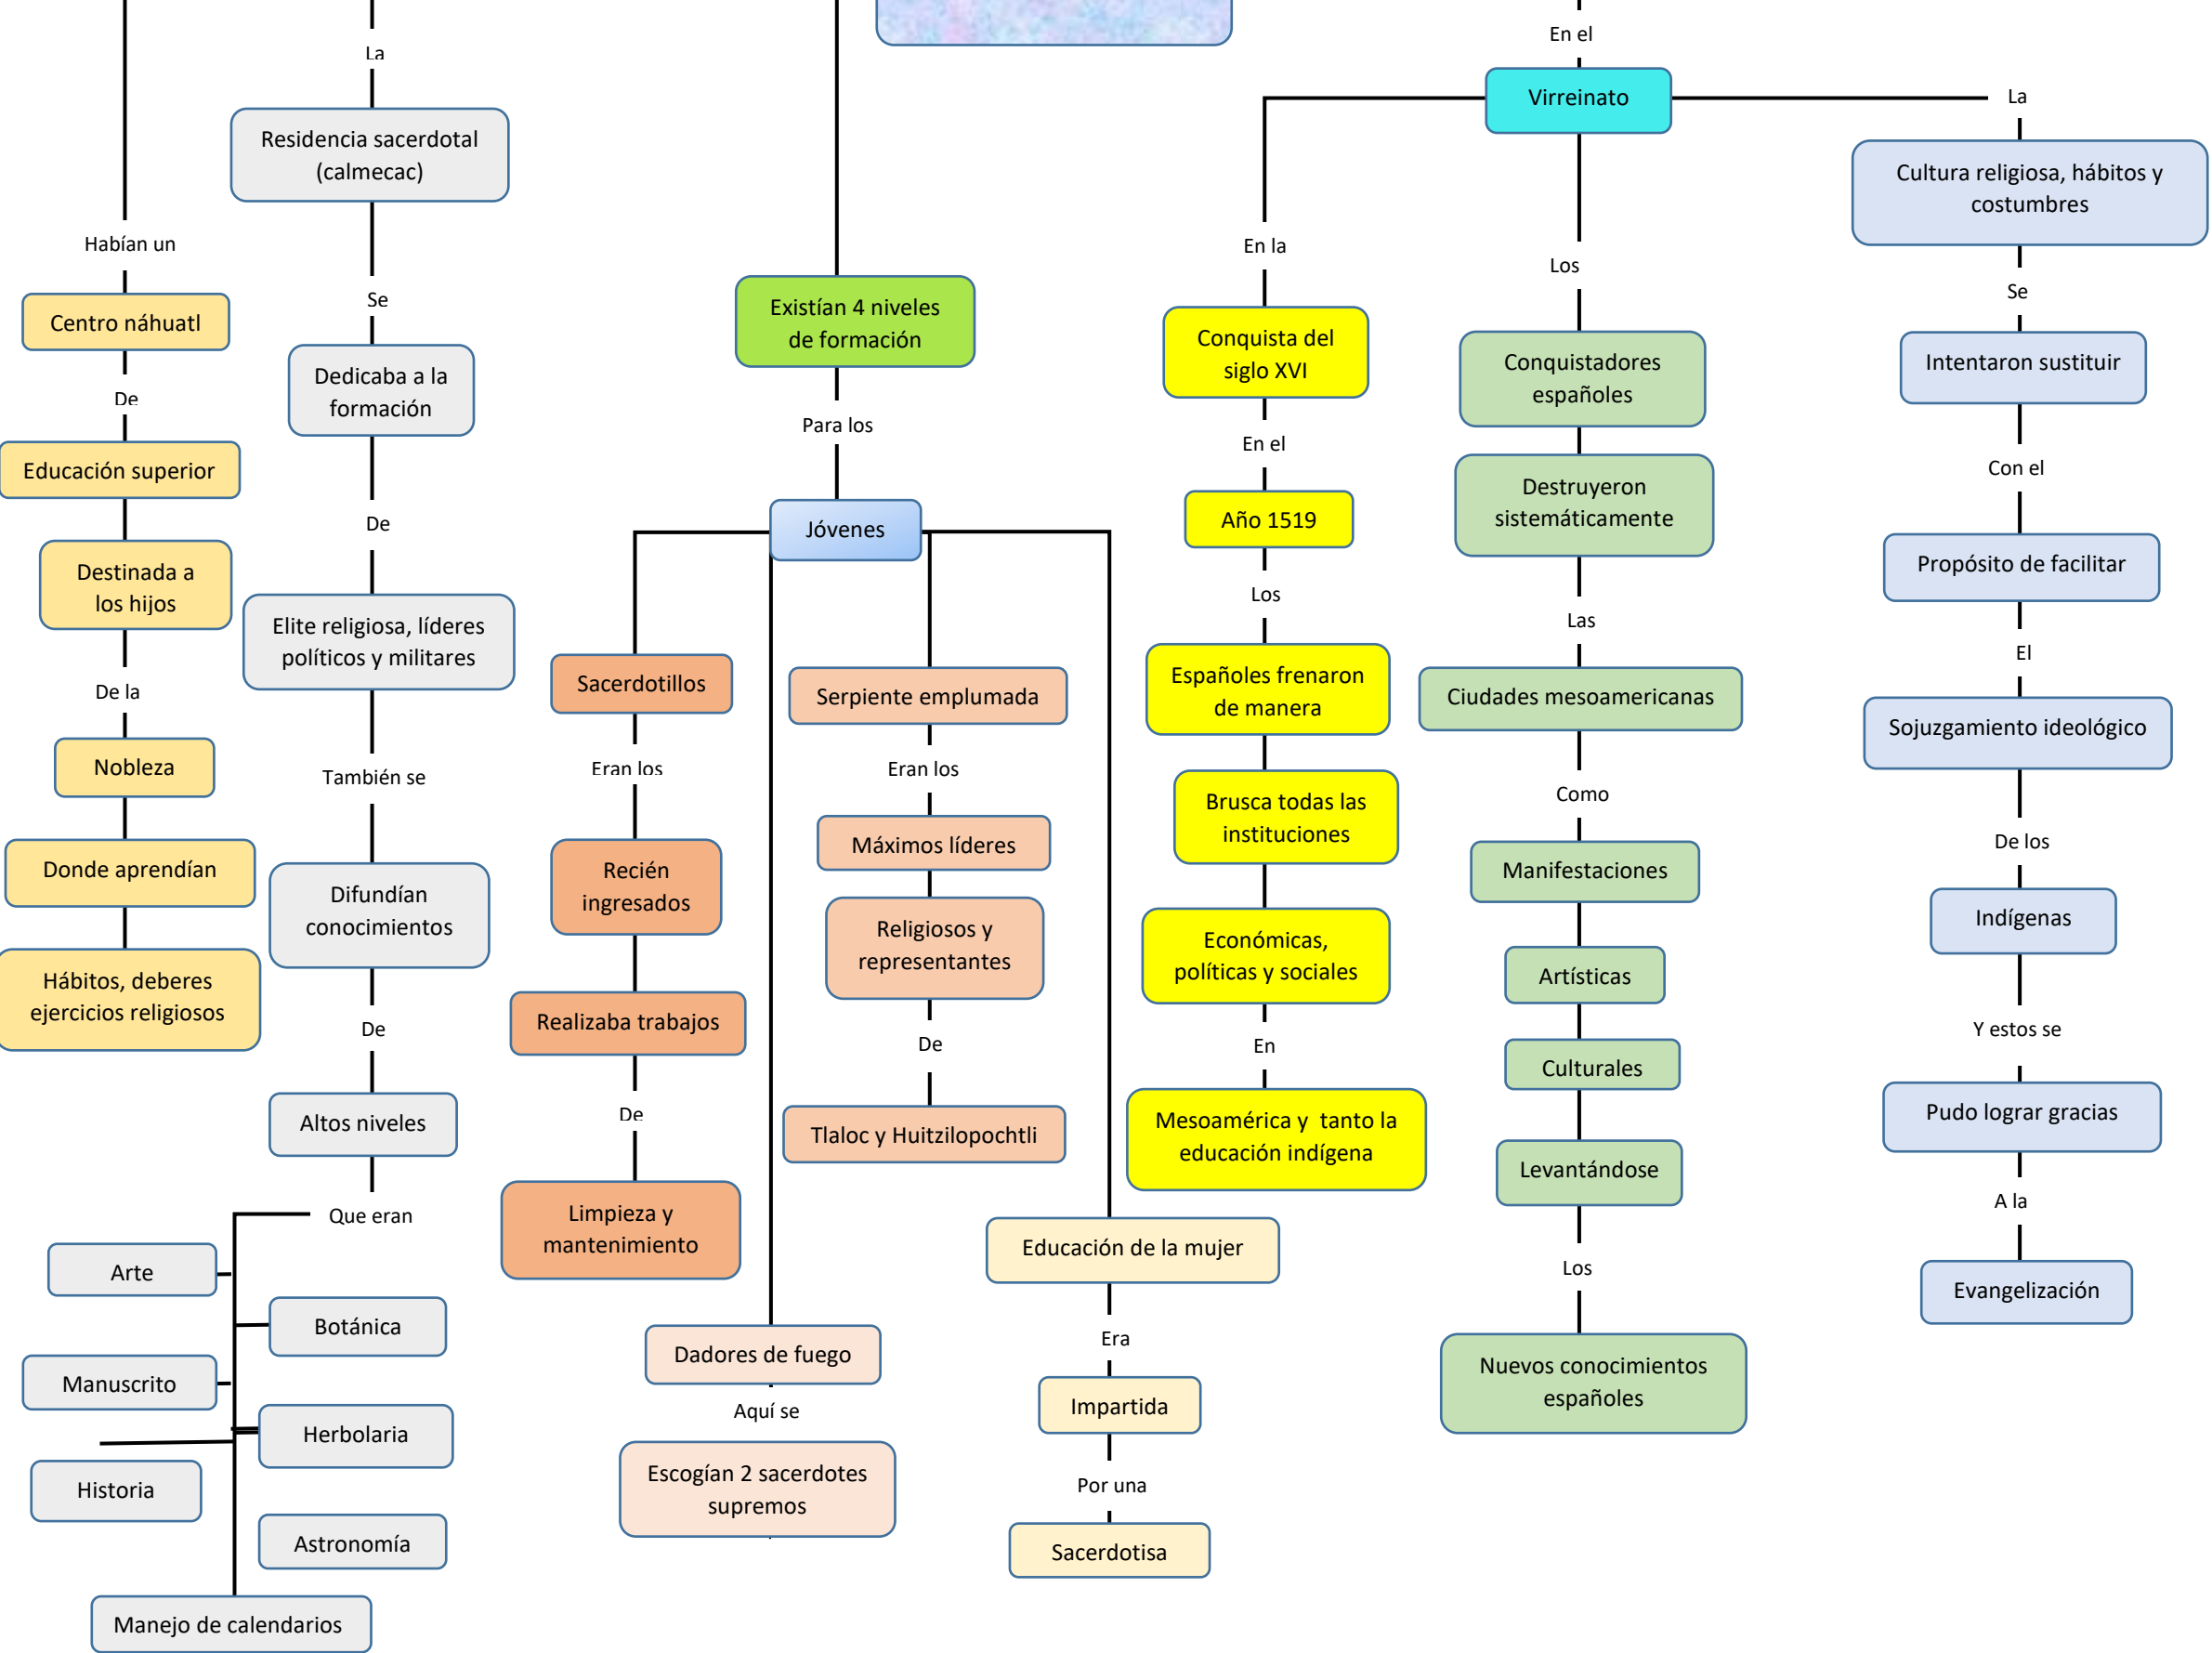 Habían un
Centro náhuatl
De
Educación superior
Destinada a
los hijos
De la
Nobleza
Donde aprendían
Hábitos, deberes
ejercicios religiosos
La
Residencia sacerdotal
(calmecac)
Se
Dedicaba a la
formación
De
Elite religiosa, líderes
políticos y militares
También se
Difundían
conocimientos
De
Altos niveles
Que eran
Arte
Botánica
Manuscrito
Herbolaria
Historia
Astronomía
Manejo de calendarios
Existían 4 niveles
de formación
Para los
Jóvenes
Sacerdotillos
Eran los
Recién
ingresados
Realizaba trabajos
De
Limpieza y
mantenimiento
Dadores de fuego
Aquí se
Escogían 2 sacerdotes
supremos
Serpiente emplumada
Eran los
Máximos líderes
Religiosos y
representantes
De
Tlaloc y Huitzilopochtli
Educación de la mujer
Era
Impartida
Por una
Sacerdotisa
En el
Virreinato
En la
Conquista del
siglo XVI
En el
Año 1519
Los
Españoles frenaron
de manera
Brusca todas las
instituciones
Económicas,
políticas y sociales
En
Mesoamérica y  tanto la
educación indígena
Los
Conquistadores
españoles
Destruyeron
sistemáticamente
Las
Ciudades mesoamericanas
Como
Manifestaciones
Artísticas
Culturales
Levantándose
Los
Nuevos conocimientos
españoles
La
Cultura religiosa, hábitos y
costumbres
Se
Intentaron sustituir
Con el
Propósito de facilitar
El
Sojuzgamiento ideológico
De los
Indígenas
Y estos se
Pudo lograr gracias
A la
Evangelización